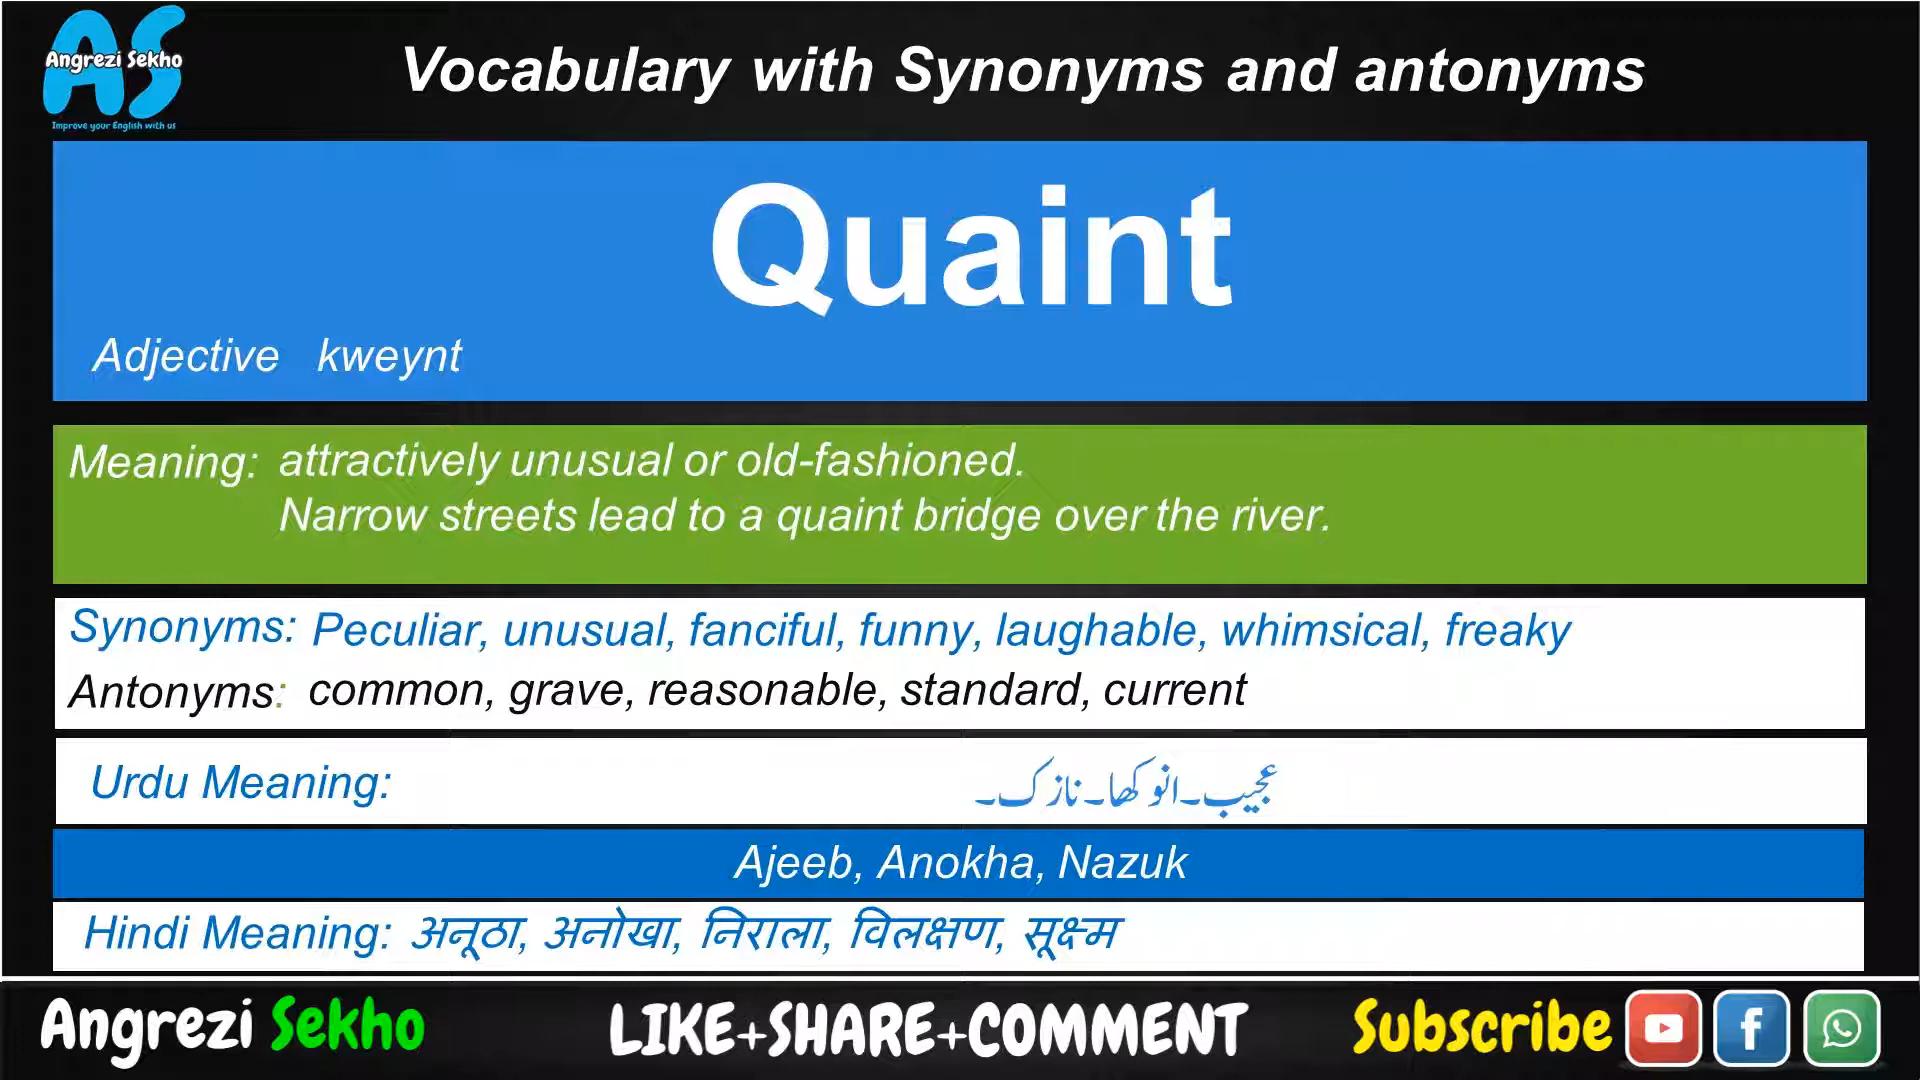 Angrezi Sekho
Improve your English with us
Vocabulary with Synonyms and antonyms
Quaint
Adjective kweynt
Meaning: attractively unusual or old-fashioned.
Narrow streets lead to a quaint bridge over the river.
Synonyms: Peculiar, unusual, fanciful, funny, laughable, whimsical, freaky
Antonyms: common, grave, reasonable, standard, current
Urdu Meaning: عجیب۔انوکھا۔نازک۔
Ajeeb, Anokha, Nazuk
Hindi Meaning: अनूठा, अनोखा, निराला, विलक्षण, सूक्ष्म
Angrezi Sekho LIKE+SHARE+COMMENT Subscribe